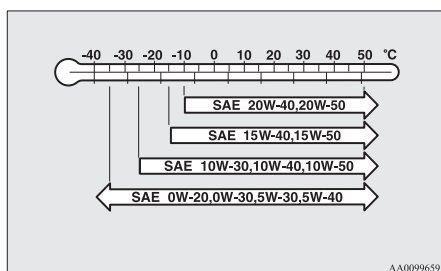 -40 -30 -20 -10 0 10 20 30 40 50 °C
SAE 20W-40,20W-50
SAE 15W-40,15W-50
SAE 10W-30,10W-40,10W-50
SAE 0W-20,0W-30,5W-30,5W-40
AA0099659